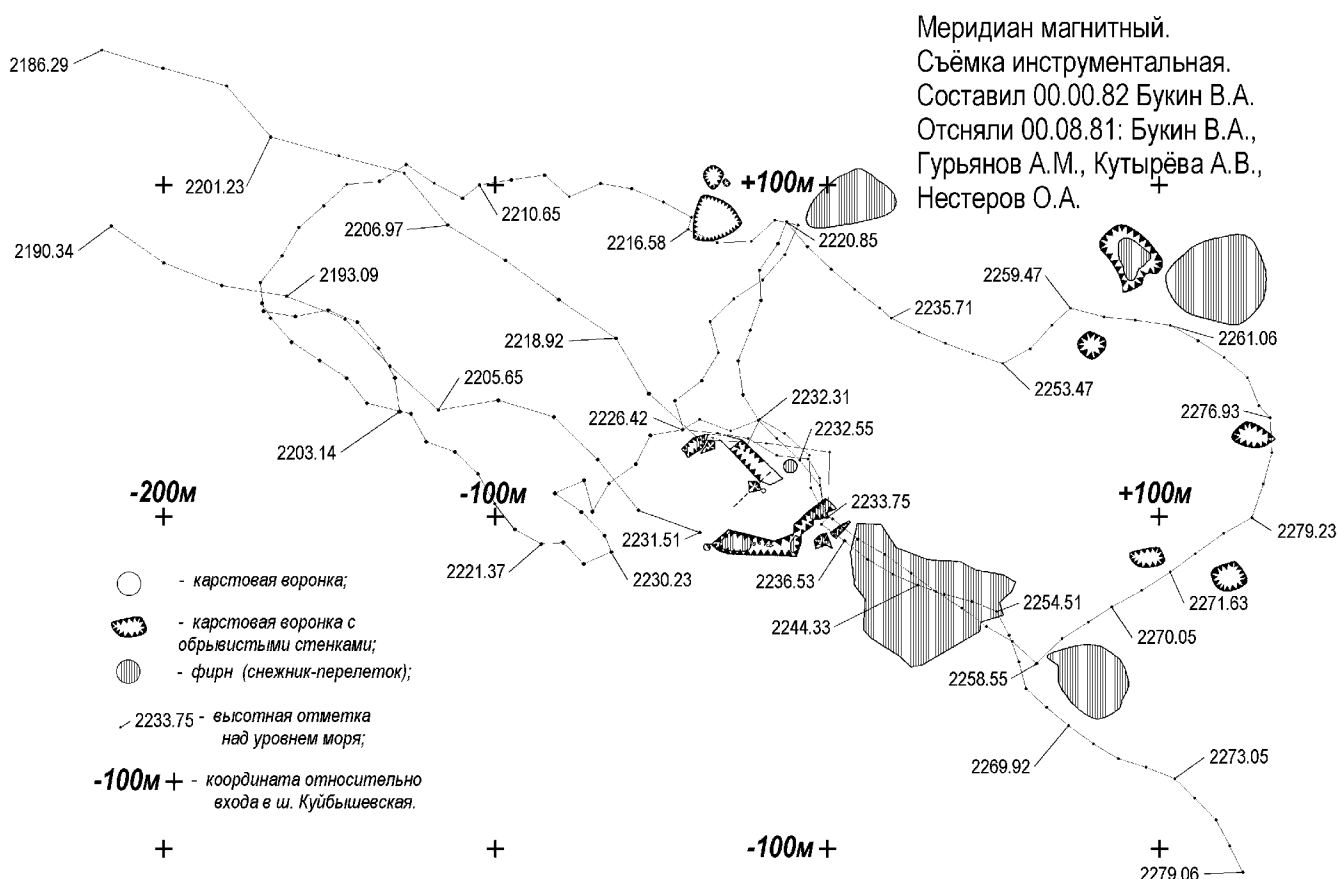 Меридиан магнитный.
Съёмка инструментальная.
Составил 00.00.82 Букин В.А.
Отсняли 00.08.81: Букин В.А.,
Гурьянов А.М., Кутырёва А.В.,
Нестеров О.А.
2186.29
2201.23
+100м
2210.65
2206.97
2216.58
2220.85
2190.34
2193.09
2259.47
2235.71
2218.92
2261.06
2253.47
2205.65
2232.31
2276.93
2226.42
2232.55
2203.14
-200м
-100м
+100м
2233.75
2231.51
2279.23
2221.37
2230.23
2236.53
2254.51
2271.63
2244.33
2270.05
2258.55
- карстовая воронка;
- карстовая воронка с
обрывистыми стенками;
- фирн (снежник-перелеток);
2233.75 - высотная отметка
над уровнем моря;
-100м + - координата относительно
входа в ш. Куйбышевская.
2273.05
2269.92
-100м
2279.06